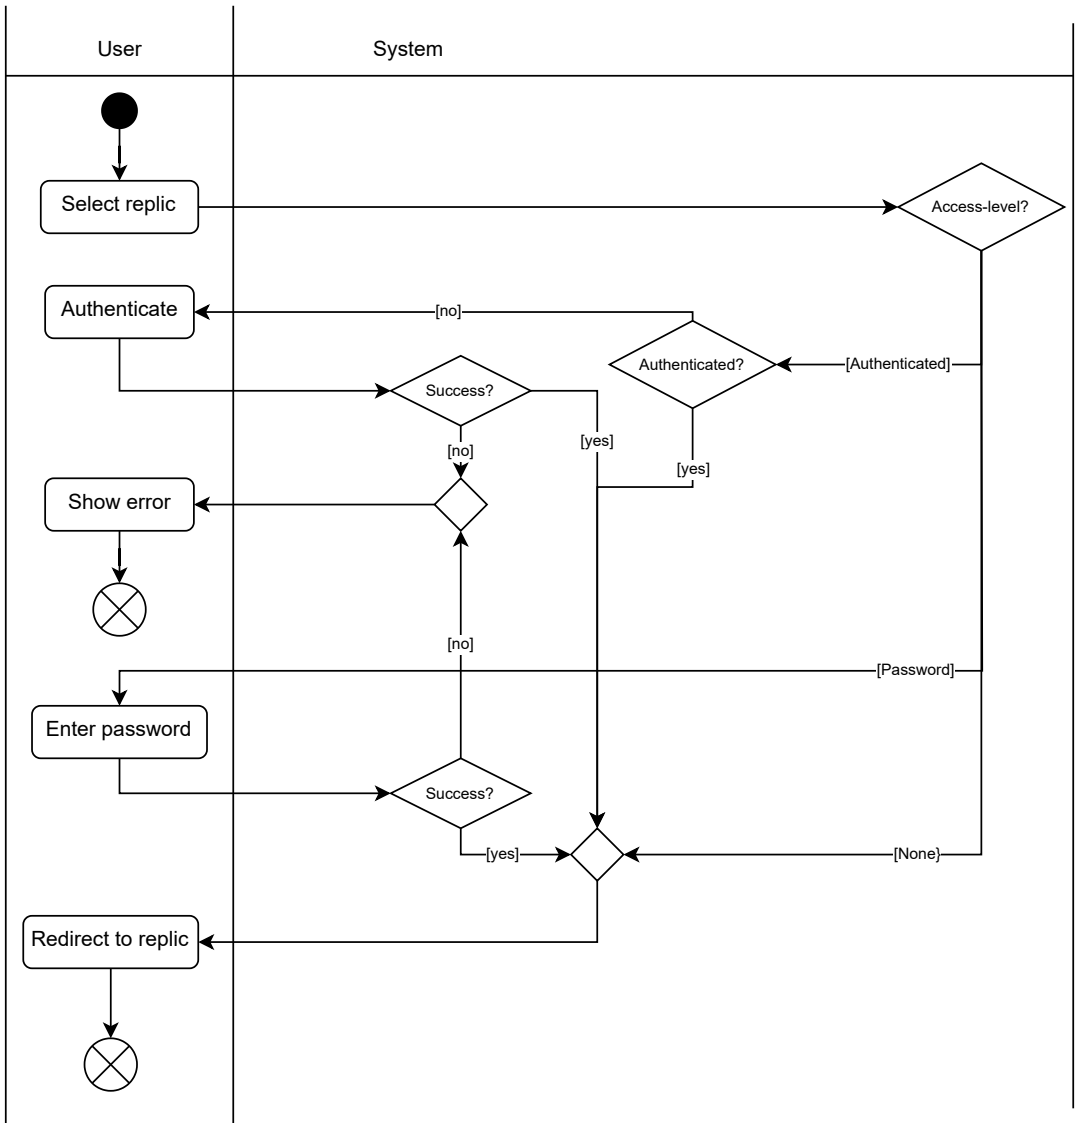 User
System
Select replic
Access-level?
Authenticate
[no]
Authenticated?
[Authenticated]
Success?
[yes]
[no]
[yes]
Show error
[no]
[Password]
Enter password
Success?
[yes]
[None}
Redirect to replic